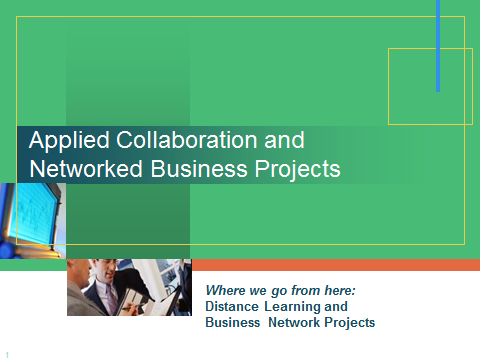 Applied Collaboration and
Networked Business Projects
Where we go from here:
Distance Learning and
Business Network Projects
1